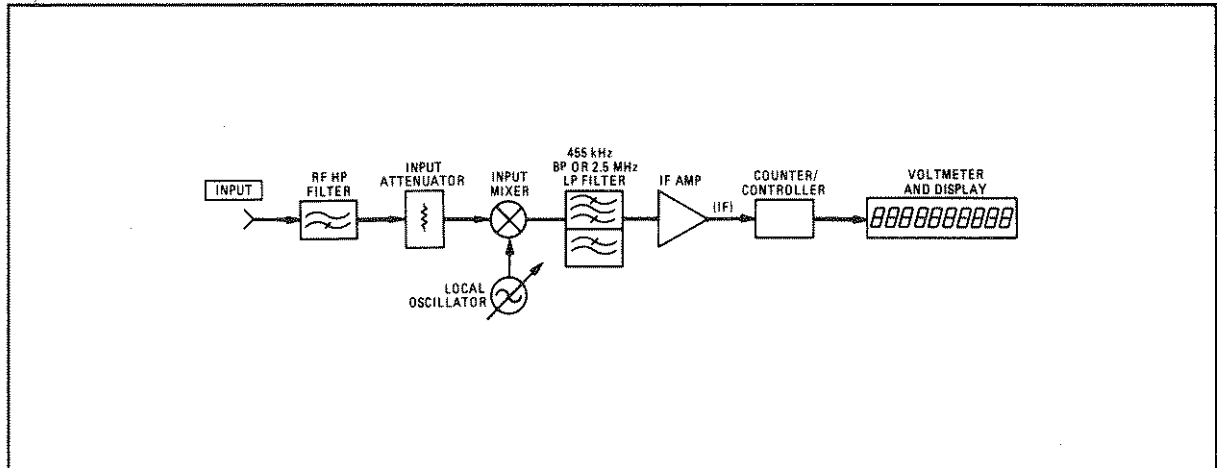 INPUT
RF HP
FILTER
INPUT
ATTENUATOR
INPUT
MIXER
LOCAL
OSCILLATOR
455 kHz
BP OR 2.5 MHz
LP FILTER
IF AMP
(IF)
COUNTER/
CONTROLLER
VOLTMETER
AND DISPLAY
8888888888